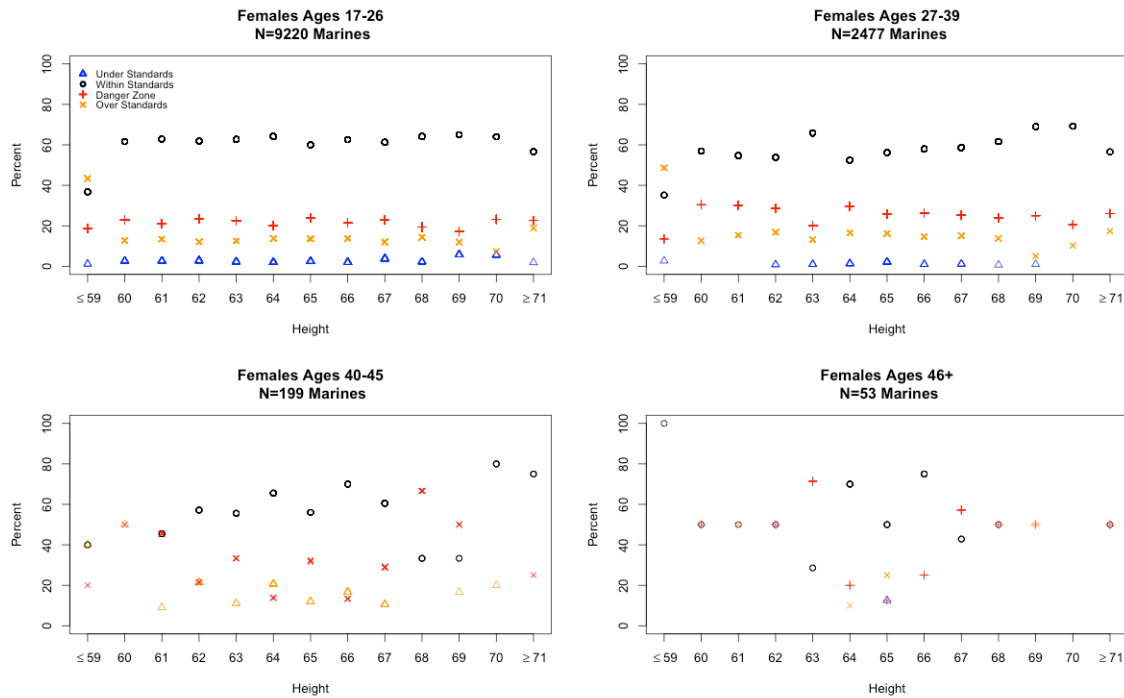 Females Ages 17-26
N=9220 Marines
Percent
100
80
60
40
20
0
Under Standards
Within Standards
Danger Zone
Over Standards
≤ 59 60 61 62 63 64 65 66 67 68 69 70 ≥ 71
Height
Females Ages 27-39
N=2477 Marines
Percent
100
80
60
40
20
0
≤ 59 60 61 62 63 64 65 66 67 68 69 70 ≥ 71
Height
Females Ages 40-45
N=199 Marines
Percent
100
80
60
40
20
0
≤ 59 60 61 62 63 64 65 66 67 68 69 70 ≥ 71
Height
Females Ages 46+
N=53 Marines
Percent
100
80
60
40
20
0
≤ 59 60 61 62 63 64 65 66 67 68 69 70 ≥ 71
Height